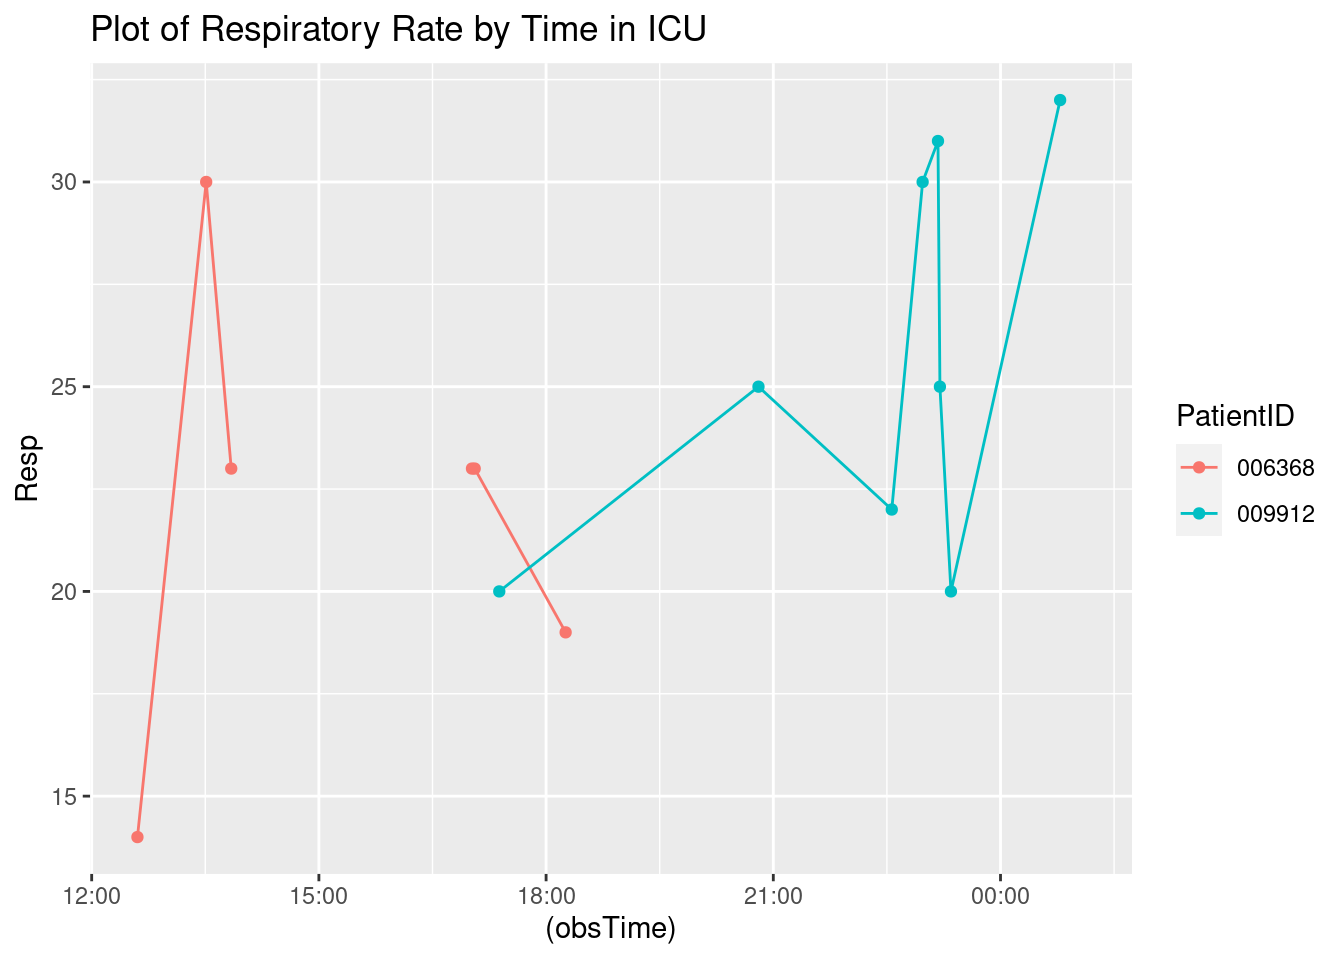 Plot of Respiratory Rate by Time in ICU
30
25
20
15
Resp
12:00 15:00 18:00 21:00 00:00
(obsTime)
PatientID
006368
009912